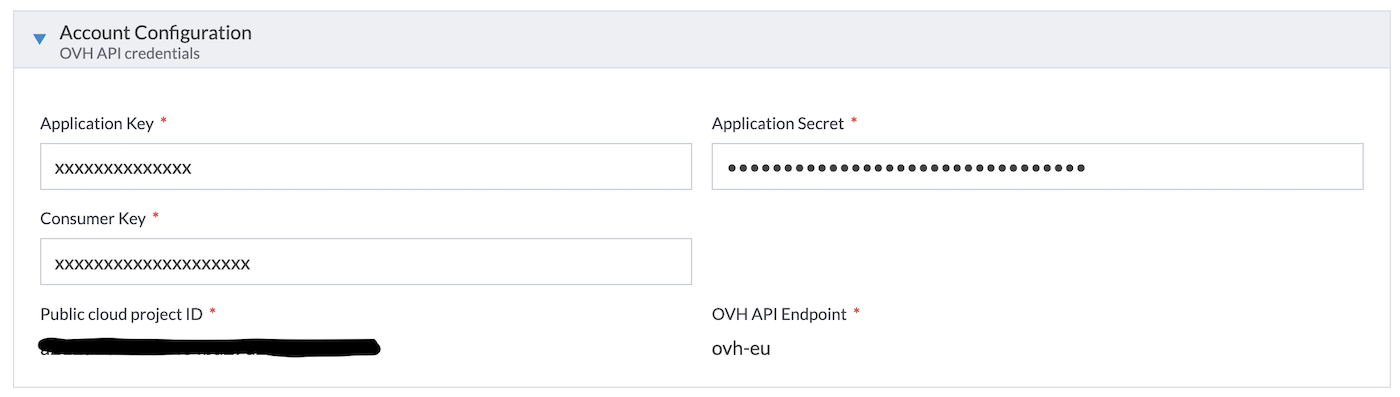 Account Configuration
OVH API credentials
Application Key *
Application Secret *
xxxxxxxxxxxxxx
••••••••••••••••••••••••••••••••
Consumer Key *
xxxxxxxxxxxxxxxxxxxx
Public cloud project ID *
OVH API Endpoint *
ovh-eu